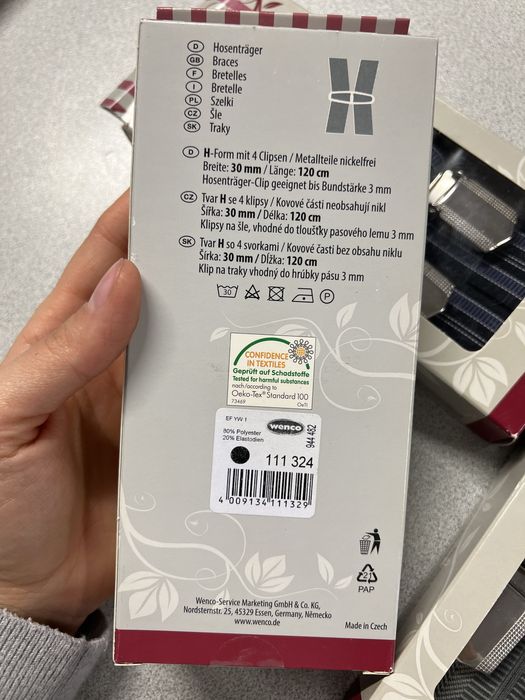 D Hosenträger
GB Braces
F Bretelles
I Bretelle
PL Szelki
CZ Šle
SK Traky
D H-Form mit 4 Clipsen / Metallteile nickelfrei
Breite: 30 mm / Länge: 120 cm
Hosenträger-Clip geeignet bis Bundstärke 3 mm
CZ Tvar H se 4 klipsy / Kovové části neobsahují nikl
Šířka: 30 mm / Délka: 120 cm
Klipsy na šle, vhodné do tloušťky pasového lemu 3 mm
SK Tvar H so 4 svorkami / Kovové časti bez obsahu niklu
Šírka: 30 mm / Dĺžka: 120 cm
Klip na traky vhodný do hrúbky pásu 3 mm
30 P
CONFIDENCE
IN TEXTILES
Geprüft auf Schadstoffe
Tested for harmful substances
nach/according to
Oeko-Tex® Standard 100
73469 OeTI
EF YW 1
wenco
80% Polyester
20% Elastodien
944 482
111 324
4 009134 111329
21
PAP
Wenco-Service Marketing GmbH & Co. KG,
Nordsternstr. 25, 45329 Essen, Germany, Německo
www.wenco.de
Made in Czech